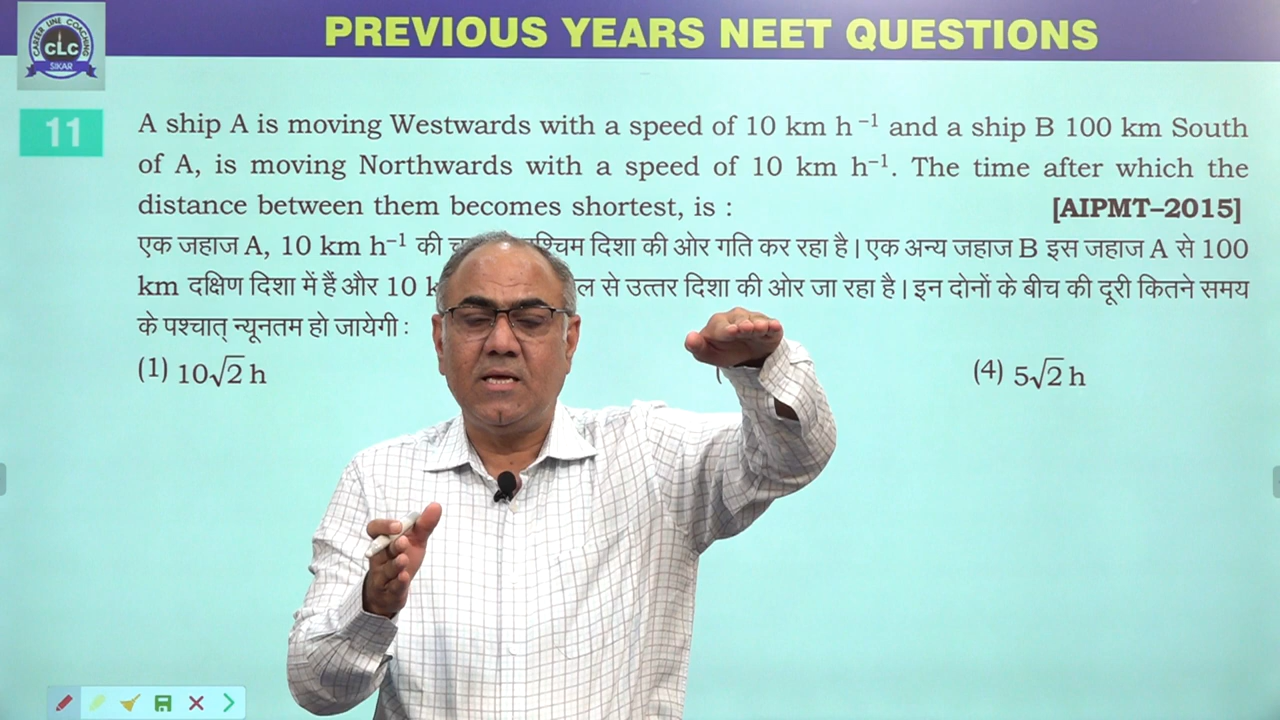 CAREER LINE COACHING
CLC
SIKAR
PREVIOUS YEARS NEET QUESTIONS
11
A ship A is moving Westwards with a speed of 10 km h⁻¹ and a ship B 100 km South
of A, is moving Northwards with a speed of 10 km h⁻¹. The time after which the
distance between them becomes shortest, is : [AIPMT–2015]
एक जहाज A, 10 km h⁻¹ की दिशा की ओर गति कर रहा है। एक अन्य जहाज B इस जहाज A से 100
km दक्षिण दिशा में हैं और 10 से उत्तर दिशा की ओर जा रहा है। इन दोनों के बीच की दूरी कितने समय
के पश्चात् न्यूनतम हो जायेगी :
(1) 10√2 h (4) 5√2 h